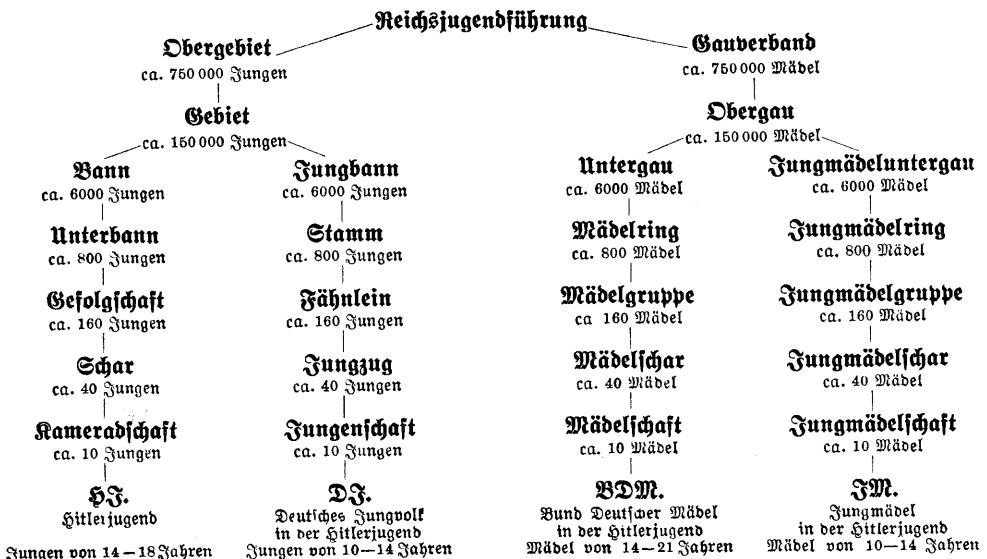 Reichsjugendführung
Obergebiet
ca. 750 000 Jungen
Gebiet
ca. 150 000 Jungen
Bann
ca. 6000 Jungen
Unterbann
ca. 800 Jungen
Gefolgschaft
ca. 160 Jungen
Schar
ca. 40 Jungen
Kameradschaft
ca. 10 Jungen
HJ.
Hitlerjugend
Jungen von 14—18 Jahren
Jungbann
ca. 6000 Jungen
Stamm
ca. 800 Jungen
Fähnlein
ca. 160 Jungen
Jungzug
ca. 40 Jungen
Jungenschaft
ca. 10 Jungen
DJ.
Deutsches Jungvolk
in der Hitlerjugend
Jungen von 10—14 Jahren
Gauverband
ca. 750 000 Mädel
Obergau
ca. 150 000 Mädel
Untergau
ca. 6000 Mädel
Mädelring
ca. 800 Mädel
Mädelgruppe
ca 160 Mädel
Mädelschar
ca. 40 Mädel
Mädelschaft
ca. 10 Mädel
BDM.
Bund Deutscher Mädel
in der Hitlerjugend
Mädel von 14—21 Jahren
Jungmädeluntergau
ca. 6000 Mädel
Jungmädelring
ca. 800 Mädel
Jungmädelgruppe
ca. 160 Mädel
Jungmädelschar
ca. 40 Mädel
Jungmädelschaft
ca. 10 Mädel
JM.
Jungmädel
in der Hitlerjugend
Mädel von 10—14 Jahren